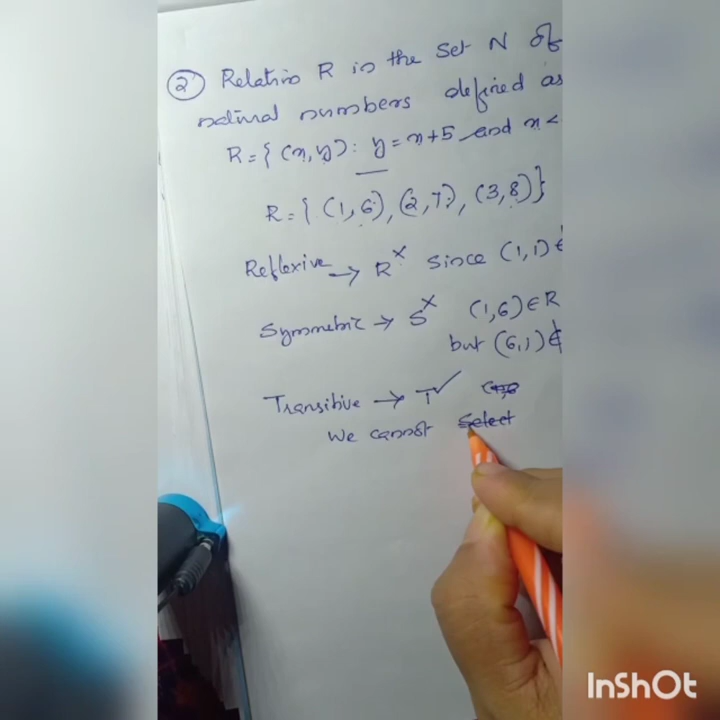 2 Relation R in the Set N of
natural numbers defined as
R = { (x, y) : y = x + 5 and x <
R = { (1, 6), (2, 7), (3, 8) }
Reflexive → R× Since (1, 1) ∉
Symmetric → S× (1, 6) ∈ R
but (6, 1) ∉
Transitive → T✓
We cannot Select
InShOt